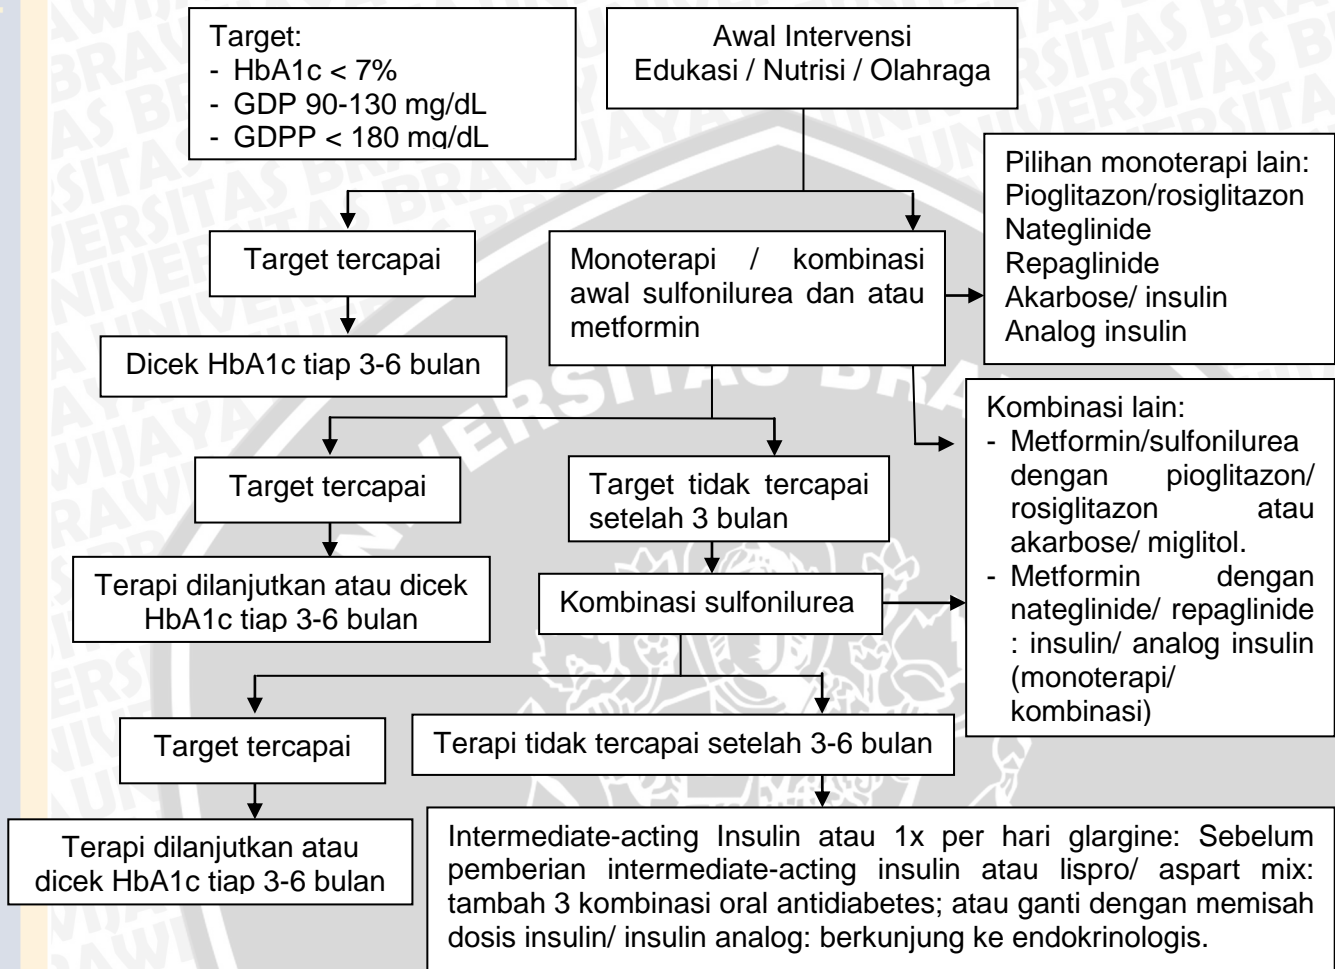 Target:
- HbA1c < 7%
- GDP 90-130 mg/dL
- GDPP < 180 mg/dL
Awal Intervensi
Edukasi / Nutrisi / Olahraga
Pilihan monoterapi lain:
Pioglitazon/rosiglitazon
Nateglinide
Repaglinide
Akarbose/ insulin
Analog insulin
Target tercapai
Monoterapi / kombinasi
awal sulfonilurea dan atau
metformin
Dicek HbA1c tiap 3-6 bulan
Kombinasi lain:
- Metformin/sulfonilurea
dengan pioglitazon/
rosiglitazon atau
akarbose/ miglitol.
- Metformin dengan
nateglinide/ repaglinide
: insulin/ analog insulin
(monoterapi/
kombinasi)
Target tercapai
Target tidak tercapai
setelah 3 bulan
Terapi dilanjutkan atau dicek
HbA1c tiap 3-6 bulan
Kombinasi sulfonilurea
Target tercapai
Terapi tidak tercapai setelah 3-6 bulan
Terapi dilanjutkan atau
dicek HbA1c tiap 3-6 bulan
Intermediate-acting Insulin atau 1x per hari glargine: Sebelum
pemberian intermediate-acting insulin atau lispro/ aspart mix:
tambah 3 kombinasi oral antidiabetes; atau ganti dengan memisah
dosis insulin/ insulin analog: berkunjung ke endokrinologis.